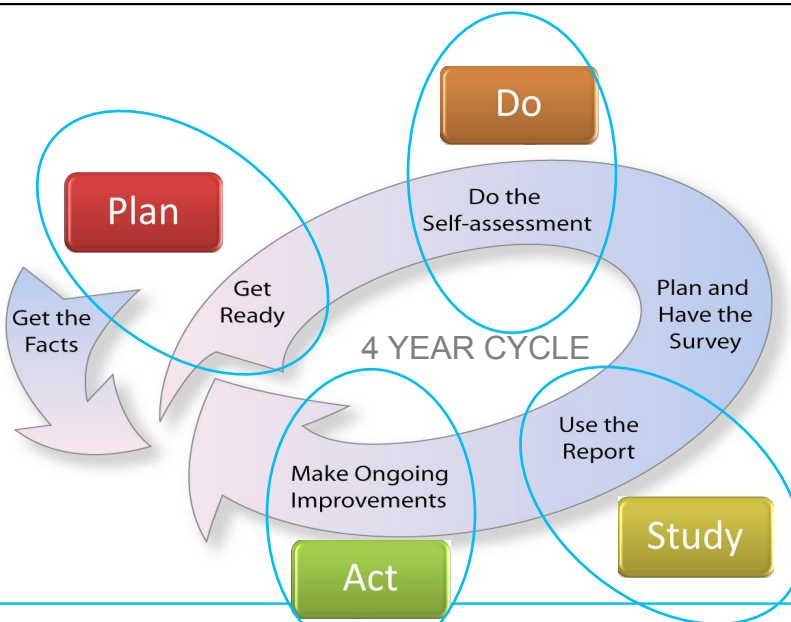 Do
Plan
Do the
Self-assessment
Get
Ready
Get the
Facts
Plan and
Have the
Survey
4 YEAR CYCLE
Use the
Report
Make Ongoing
Improvements
Study
Act